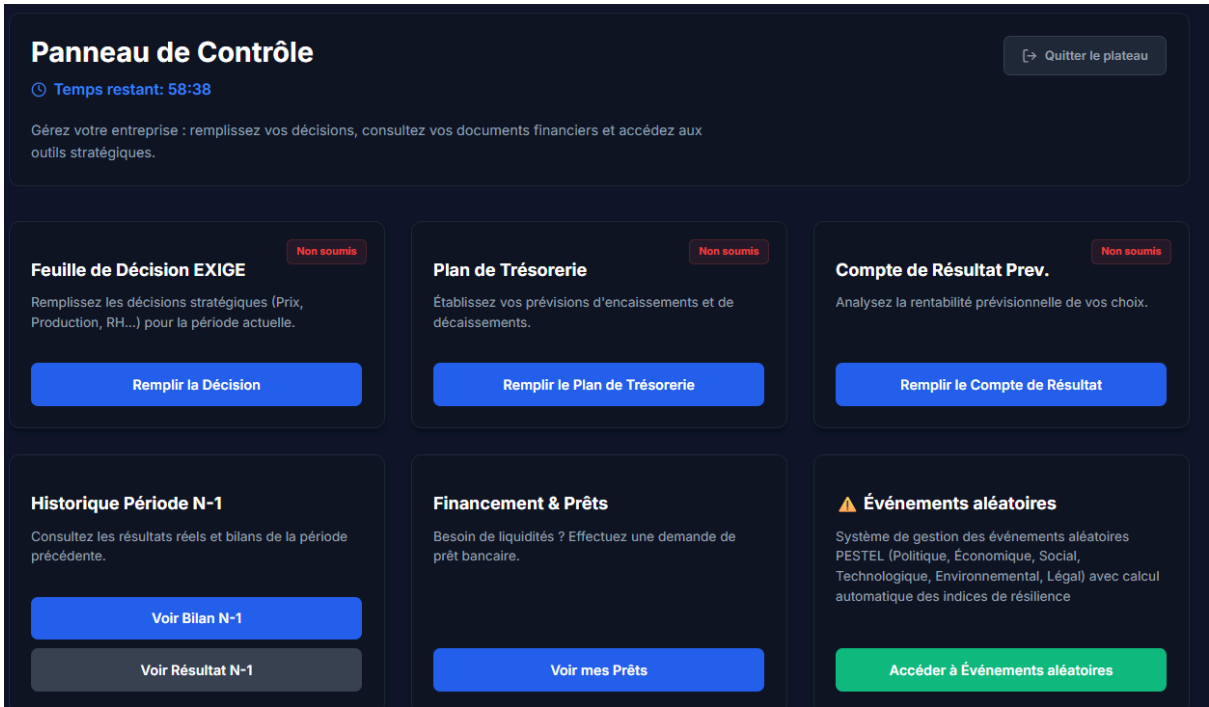 Panneau de Contrôle
Quitter le plateau
Temps restant: 58:38
Gérez votre entreprise : remplissez vos décisions, consultez vos documents financiers et accédez aux
outils stratégiques.
Non soumis
Feuille de Décision EXIGE
Remplissez les décisions stratégiques (Prix,
Production, RH...) pour la période actuelle.
Remplir la Décision
Non soumis
Plan de Trésorerie
Établissez vos prévisions d'encaissements et de
décaissements.
Remplir le Plan de Trésorerie
Non soumis
Compte de Résultat Prev.
Analysez la rentabilité prévisionnelle de vos choix.
Remplir le Compte de Résultat
Historique Période N-1
Consultez les résultats réels et bilans de la période
précédente.
Voir Bilan N-1
Voir Résultat N-1
Financement & Prêts
Besoin de liquidités ? Effectuez une demande de
prêt bancaire.
Voir mes Prêts
Événements aléatoires
Système de gestion des événements aléatoires
PESTEL (Politique, Économique, Social,
Technologique, Environnemental, Légal) avec calcul
automatique des indices de résilience
Accéder à Événements aléatoires